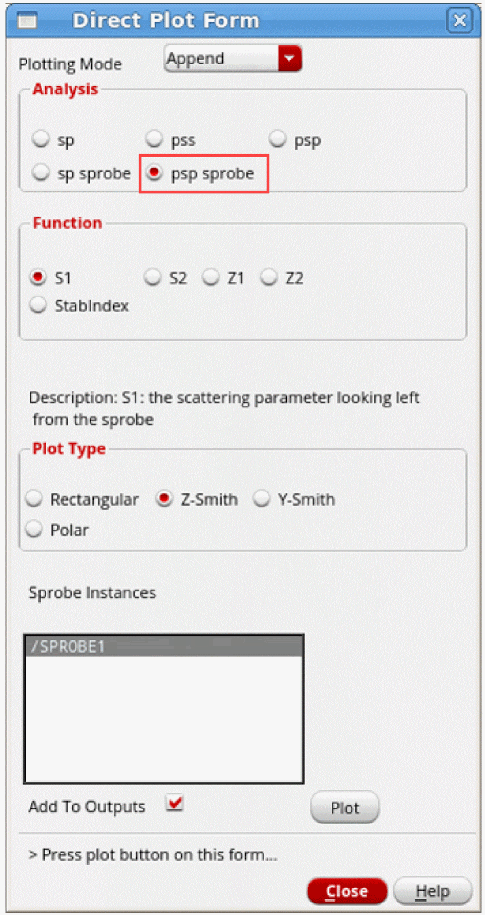 Direct Plot Form
Plotting Mode Append
Analysis
sp pss psp
sp sprobe psp sprobe
Function
S1 S2 Z1 Z2
StabIndex
Description: S1: the scattering parameter looking left
from the sprobe
Plot Type
Rectangular Z-Smith Y-Smith
Polar
Sprobe Instances
/SPROBE1
Add To Outputs Plot
> Press plot button on this form...
Close Help